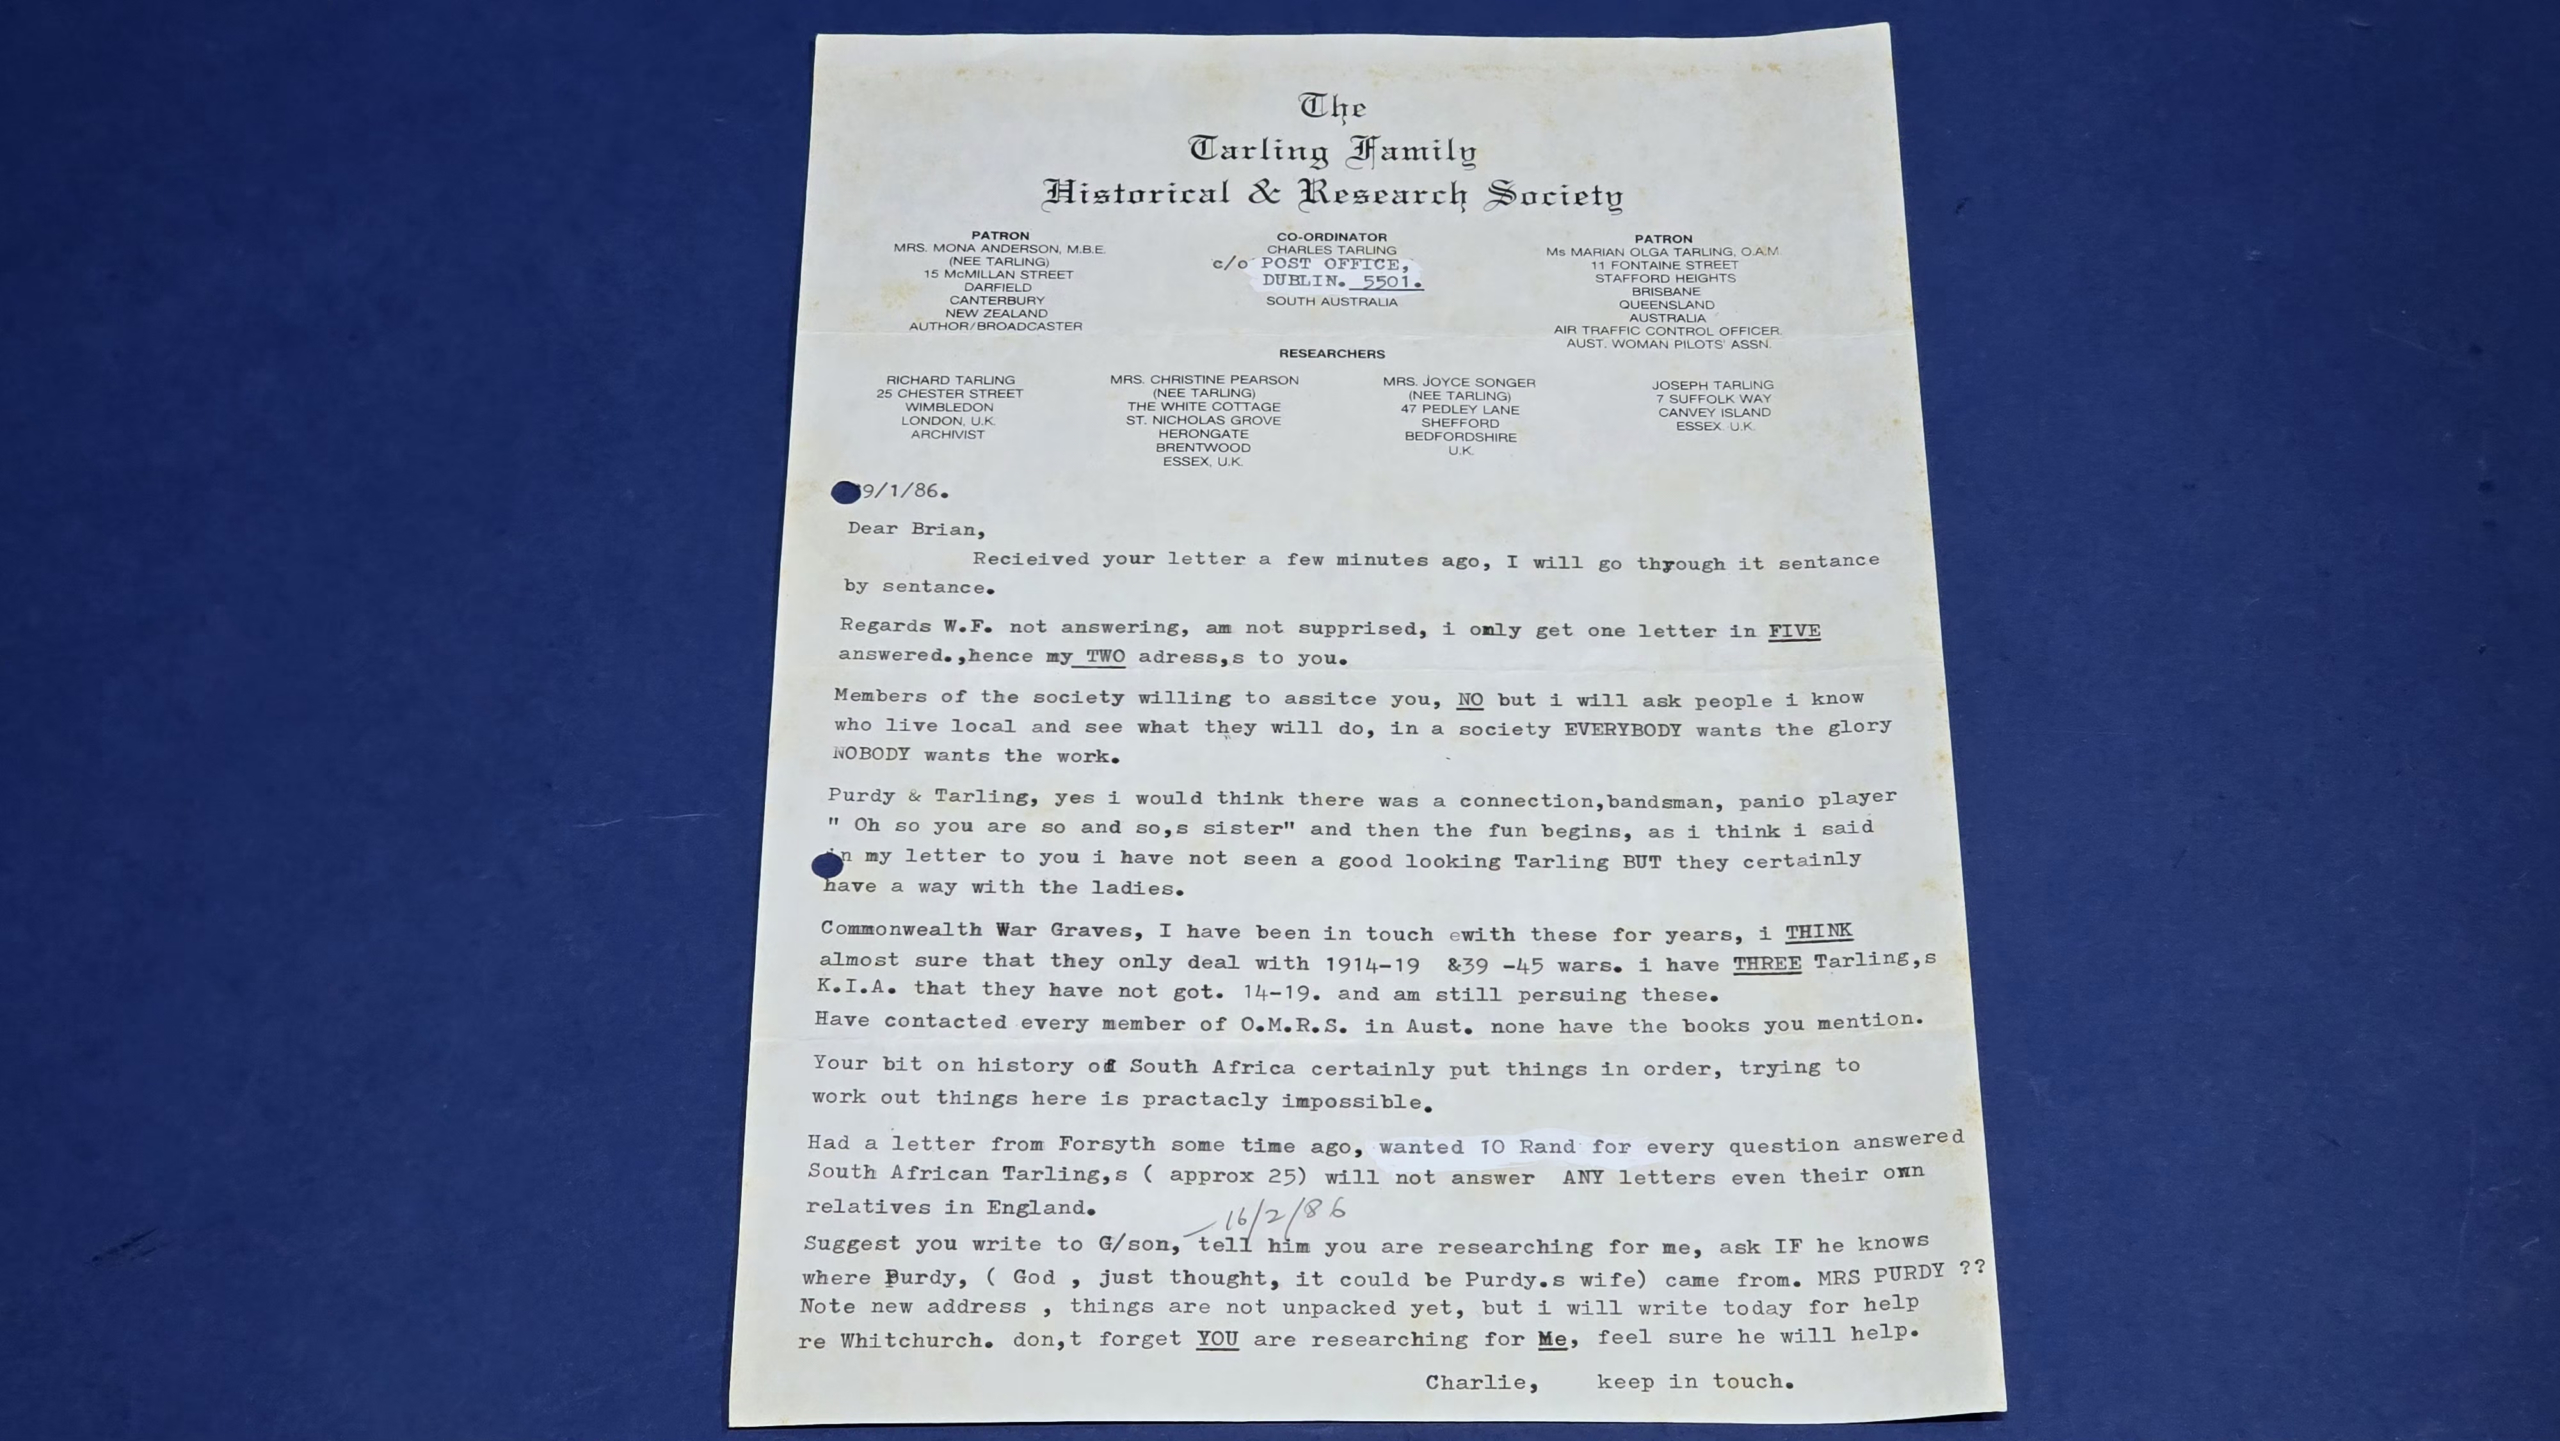 The
Tarling Family
Historical & Research Society
PATRON
MRS. MONA ANDERSON, M.B.E.
(NEE TARLING)
15 McMILLAN STREET
DARFIELD
CANTERBURY
NEW ZEALAND
AUTHOR/BROADCASTER
CO-ORDINATOR
CHARLES TARLING
c/o POST OFFICE,
DUBLIN. 5501.
SOUTH AUSTRALIA
PATRON
Ms MARIAN OLGA TARLING, O.A.M.
11 FONTAINE STREET
STAFFORD HEIGHTS
BRISBANE
QUEENSLAND
AUSTRALIA
AIR TRAFFIC CONTROL OFFICER.
AUST. WOMAN PILOTS' ASSN.
RESEARCHERS
RICHARD TARLING
25 CHESTER STREET
WIMBLEDON
LONDON, U.K.
ARCHIVIST
MRS. CHRISTINE PEARSON
(NEE TARLING)
THE WHITE COTTAGE
ST. NICHOLAS GROVE
HERONGATE
BRENTWOOD
ESSEX, U.K.
MRS. JOYCE SONGER
(NEE TARLING)
47 PEDLEY LANE
SHEFFORD
BEDFORDSHIRE
U.K.
JOSEPH TARLING
7 SUFFOLK WAY
CANVEY ISLAND
ESSEX. U.K.
9/1/86.
Dear Brian,
Recieived your letter a few minutes ago, I will go through it sentance
by sentance.
Regards W.F. not answering, am not supprised, i only get one letter in FIVE
answered.,hence my TWO adress,s to you.
Members of the society willing to assitce you, NO but i will ask people i know
who live local and see what they will do, in a society EVERYBODY wants the glory
NOBODY wants the work.
Purdy & Tarling, yes i would think there was a connection,bandsman, panio player
" Oh so you are so and so,s sister" and then the fun begins, as i think i said
in my letter to you i have not seen a good looking Tarling BUT they certainly
have a way with the ladies.
Commonwealth War Graves, I have been in touch ewith these for years, i THINK
almost sure that they only deal with 1914-19 &39 -45 wars. i have THREE Tarling,s
K.I.A. that they have not got. 14-19. and am still persuing these.
Have contacted every member of O.M.R.S. in Aust. none have the books you mention.
Your bit on history of South Africa certainly put things in order, trying to
work out things here is practacly impossible.
Had a letter from Forsyth some time ago, wanted 10 Rand for every question answered
South African Tarling,s ( approx 25) will not answer ANY letters even their own
relatives in England.
16/2/86
Suggest you write to G/son, tell him you are researching for me, ask IF he knows
where Purdy, ( God , just thought, it could be Purdy.s wife) came from. MRS PURDY ??
Note new address , things are not unpacked yet, but i will write today for help
re Whitchurch. don,t forget YOU are researching for Me, feel sure he will help.
Charlie, keep in touch.